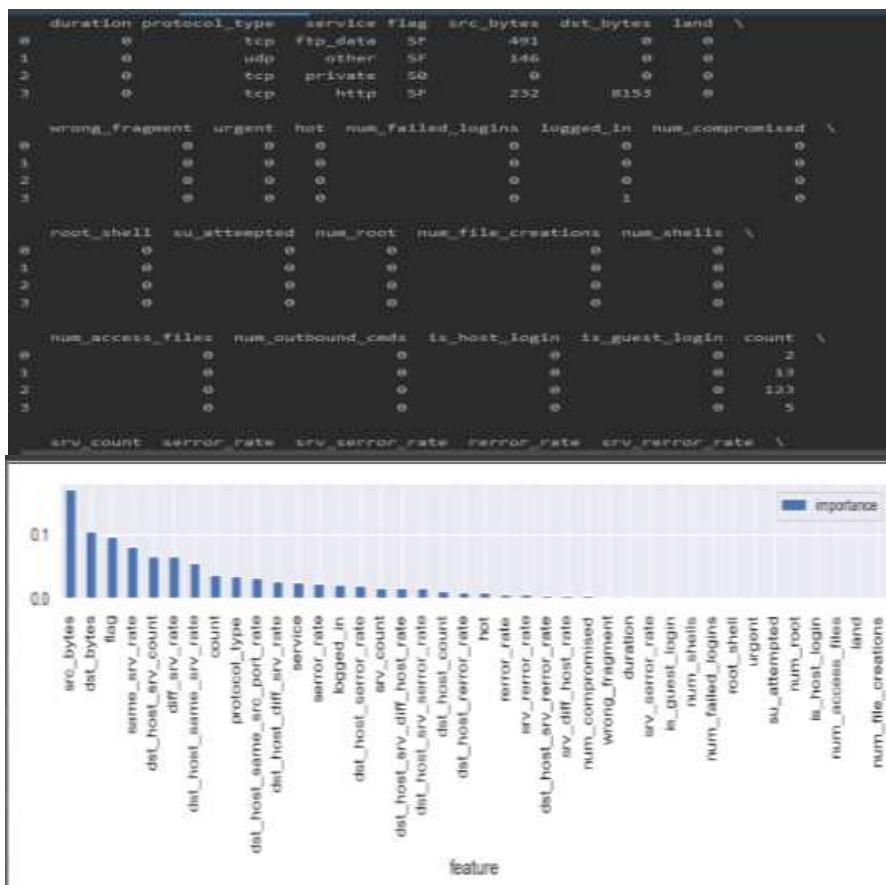 duration protocol_type service flag src_bytes dst_bytes land \
0 0 tcp ftp_data SF 491 0 0
1 0 udp other SF 146 0 0
2 0 tcp private S0 0 0 0
3 0 tcp http SF 232 8153 0
wrong_fragment urgent hot num_failed_logins logged_in num_compromised \
0 0 0 0 0 0 0
1 0 0 0 0 0 0
2 0 0 0 0 0 0
3 0 0 0 0 1 0
root_shell su_attempted num_root num_file_creations num_shells \
0 0 0 0 0 0
1 0 0 0 0 0
2 0 0 0 0 0
3 0 0 0 0 0
num_access_files num_outbound_cmds is_host_login is_guest_login count \
0 0 0 0 0 2
1 0 0 0 0 13
2 0 0 0 0 123
3 0 0 0 0 5
srv_count serror_rate srv_serror_rate rerror_rate srv_rerror_rate \
importance
0.1
0.0
src_bytes
dst_bytes
flag
same_srv_rate
dst_host_srv_count
diff_srv_rate
dst_host_same_srv_rate
count
protocol_type
dst_host_same_src_port_rate
dst_host_diff_srv_rate
service
serror_rate
logged_in
dst_host_serror_rate
srv_count
dst_host_srv_diff_host_rate
dst_host_srv_serror_rate
dst_host_count
dst_host_rerror_rate
hot
rerror_rate
srv_rerror_rate
dst_host_srv_rerror_rate
srv_diff_host_rate
num_compromised
wrong_fragment
duration
srv_serror_rate
is_guest_login
num_shells
num_failed_logins
root_shell
urgent
su_attempted
num_root
is_host_login
num_access_files
land
num_file_creations
feature